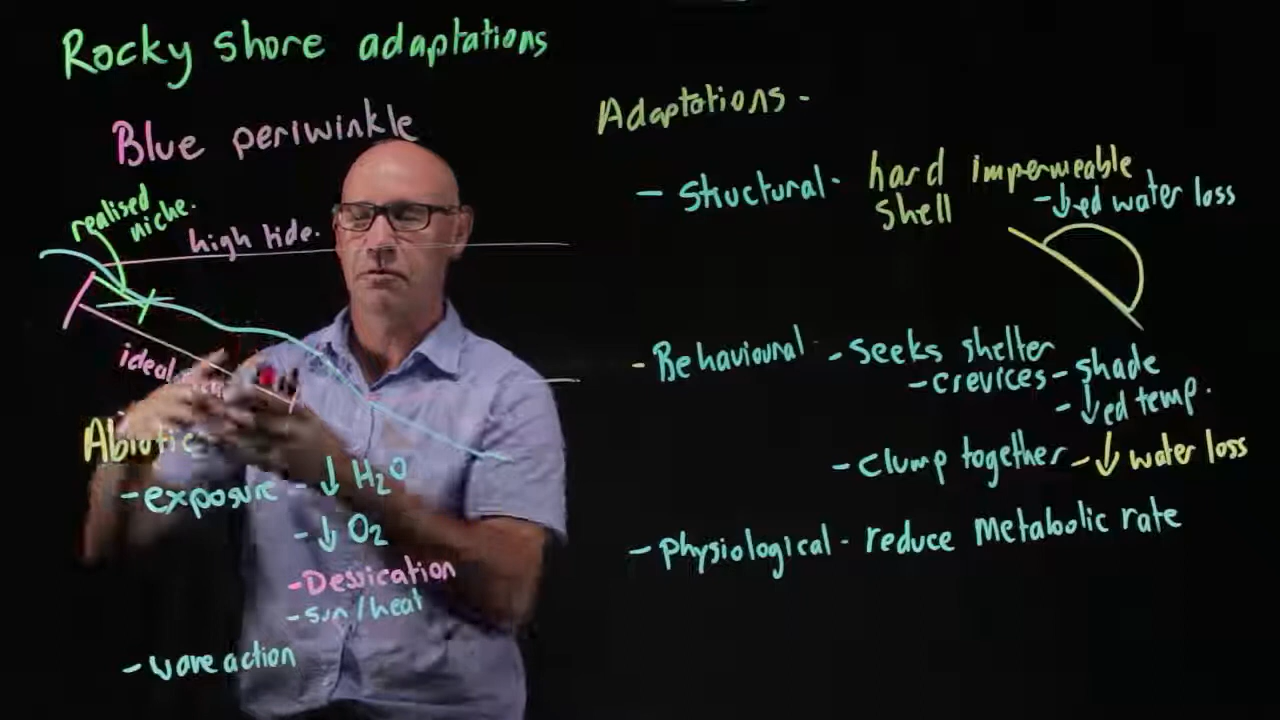 Rocky shore adaptations
Blue periwinkle
realised
niche.
high tide.
ideal
Abiotic
- exposure - ↓ H2O
- ↓ O2
- Dessication
- sun/heat
- wave action
Adaptations -
- Structural - hard impermeable
shell
- ↓ed water loss
- Behavioural - seeks shelter
- crevices - shade
- ↓ed temp.
- clump together - ↓ water loss
- Physiological - reduce Metabolic rate